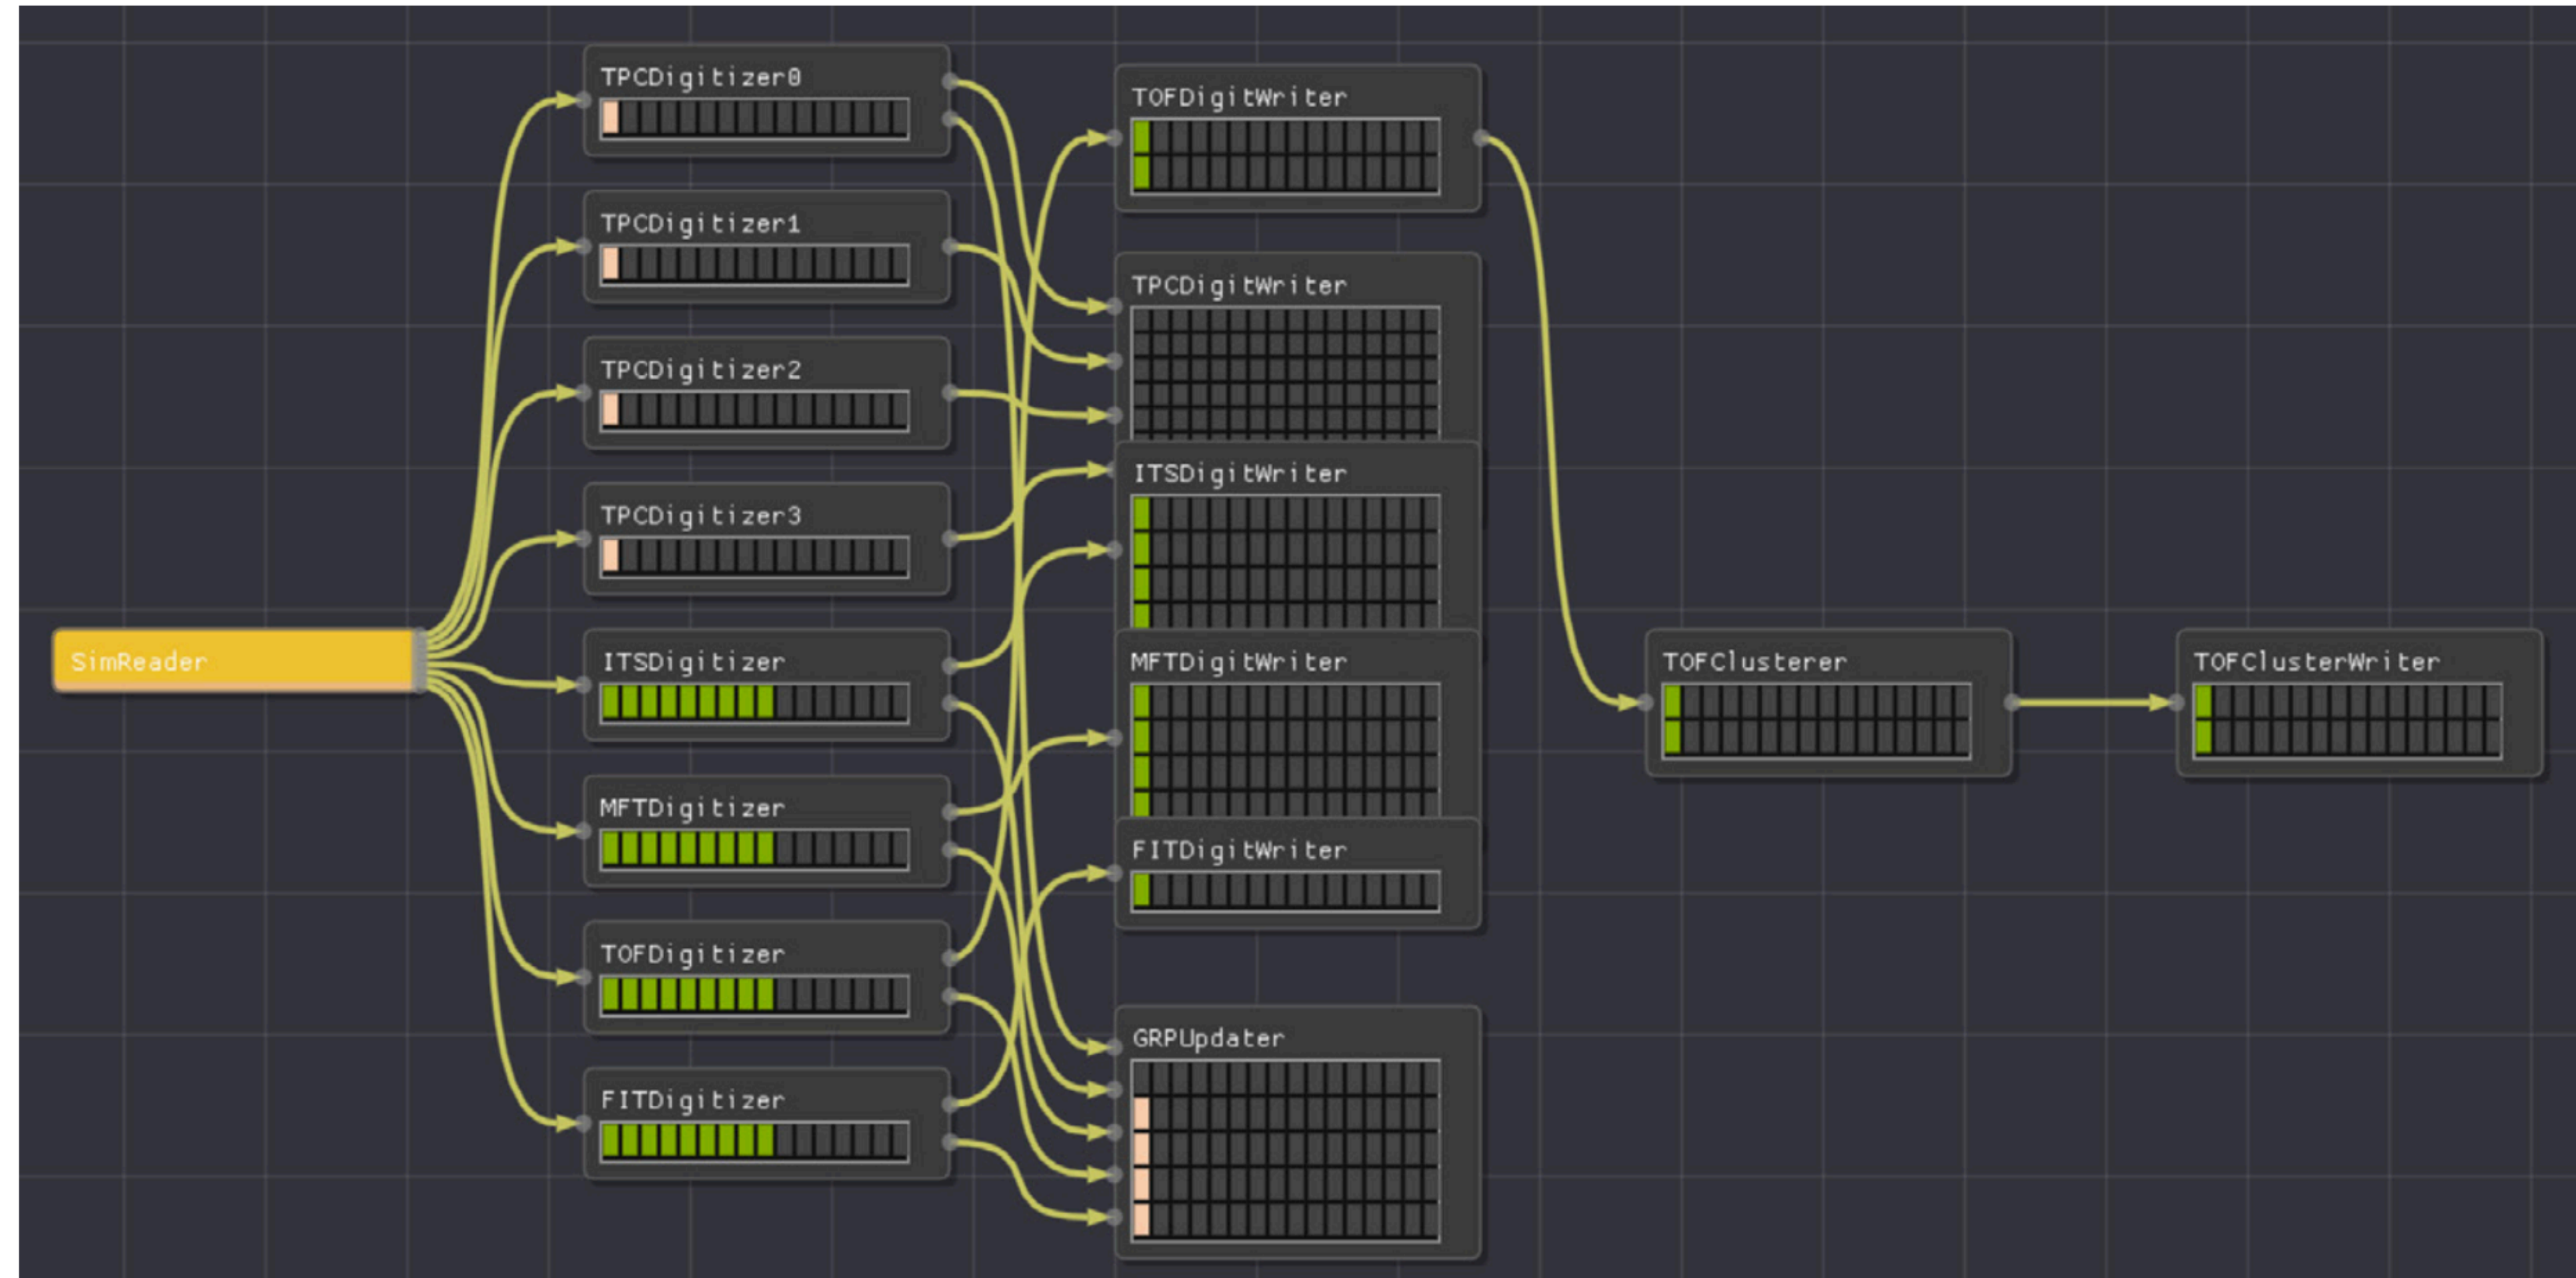 SimReader
TPCDigitizer0
TPCDigitizer1
TPCDigitizer2
TPCDigitizer3
ITSDigitizer
MFTDigitizer
TOFDigitizer
FITDigitizer
TOFDigitWriter
TPCDigitWriter
ITSDigitWriter
MFTDigitWriter
FITDigitWriter
GRPUpdater
TOFClusterer
TOFClusterWriter